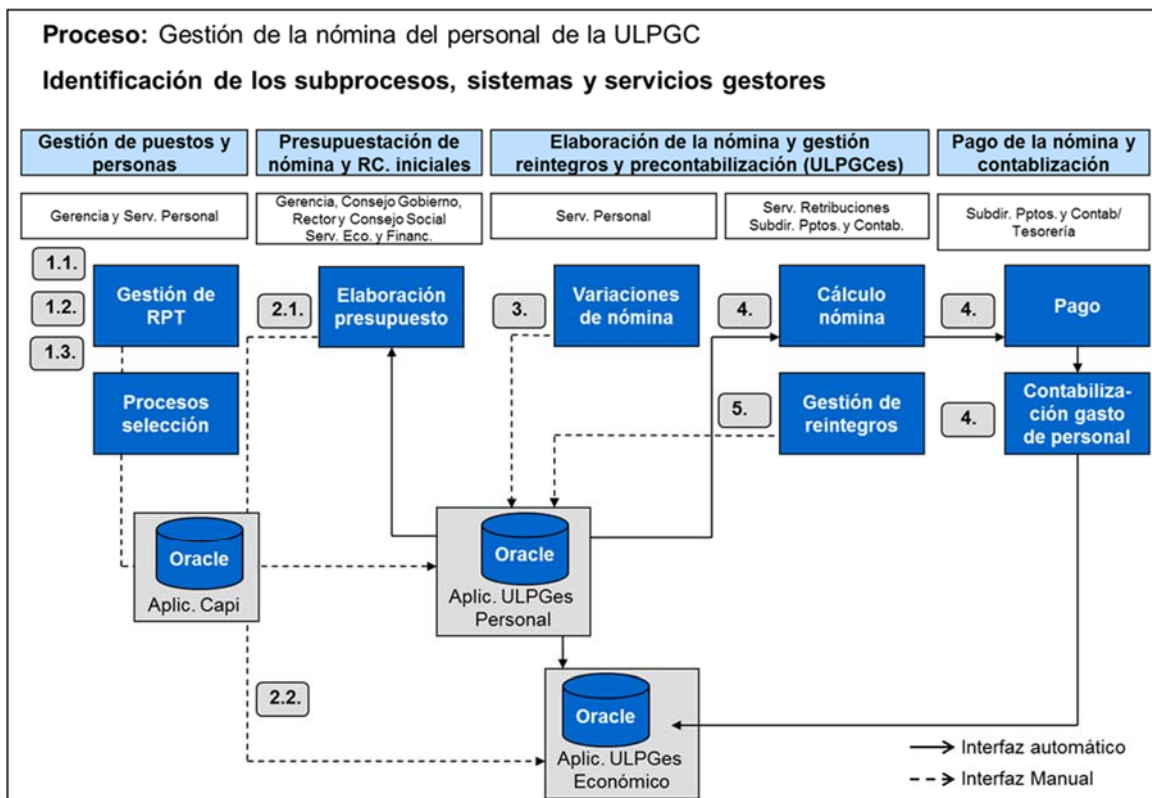 Proceso: Gestión de la nómina del personal de la ULPGC
Identificación de los subprocesos, sistemas y servicios gestores
Gestión de puestos y
personas
Presupuestación de
nómina y RC. iniciales
Elaboración de la nómina y gestión
reintegros y precontabilización (ULPGCes)
Pago de la nómina y
contablización
Gerencia y Serv. Personal
Gerencia, Consejo Gobierno,
Rector y Consejo Social
Serv. Eco. y Financ.
Serv. Personal
Serv. Retribuciones
Subdir. Pptos. y Contab.
Subdir. Pptos. y Contab/
Tesorería
1.1.
1.2.
1.3.
Gestión de
RPT
2.1.
Elaboración
presupuesto
3.
Variaciones
de nómina
4.
Cálculo
nómina
4.
Pago
Procesos
selección
5.
Gestión de
reintegros
4.
Contabiliza-
ción gasto
de personal
Oracle
Aplic. Capi
Oracle
Aplic. ULPGes
Personal
2.2.
Oracle
Aplic. ULPGes
Económico
Interfaz automático
Interfaz Manual